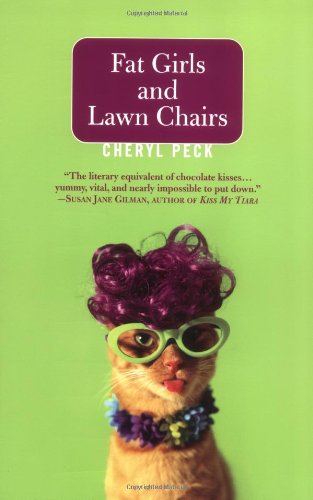 Fat Girls
and
Lawn Chairs
CHERYL PECK
“The literary equivalent of chocolate kisses...
yummy, vital, and nearly impossible to put down.”
—SUSAN JANE GILMAN, AUTHOR OF KISS MY TIARA